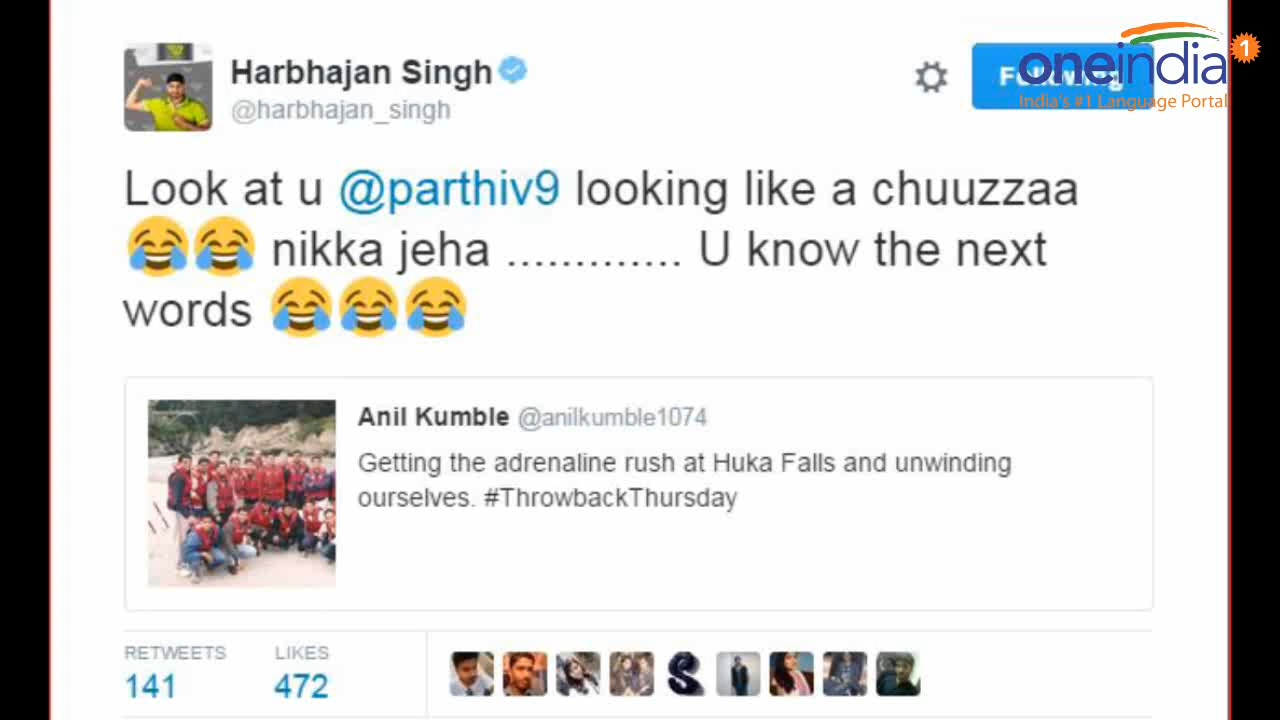 Harbhajan Singh
@harbhajan_singh
Following
oneindia 1
India's #1 Language Portal
Look at u @parthiv9 looking like a chuuzzaa
😂😂 nikka jeha ............. U know the next
words 😂😂😂
Anil Kumble @anilkumble1074
Getting the adrenaline rush at Huka Falls and unwinding
ourselves. #ThrowbackThursday
RETWEETS LIKES
141 472